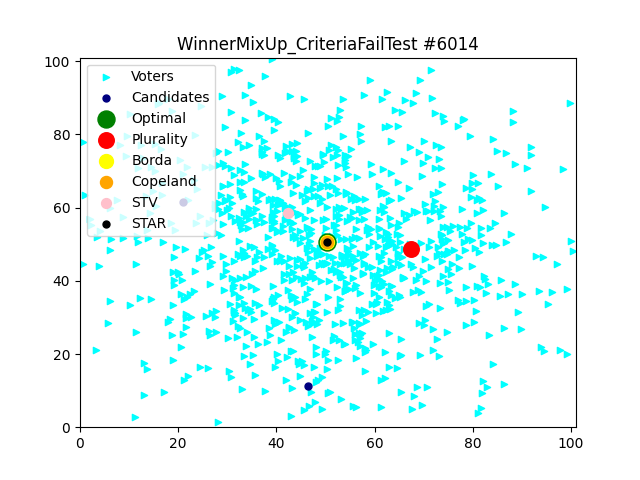 WinnerMixUp_CriteriaFailTest #6014
100
80
60
40
20
0
0
20
40
60
80
100
Voters
Candidates
Optimal
Plurality
Borda
Copeland
STV
STAR